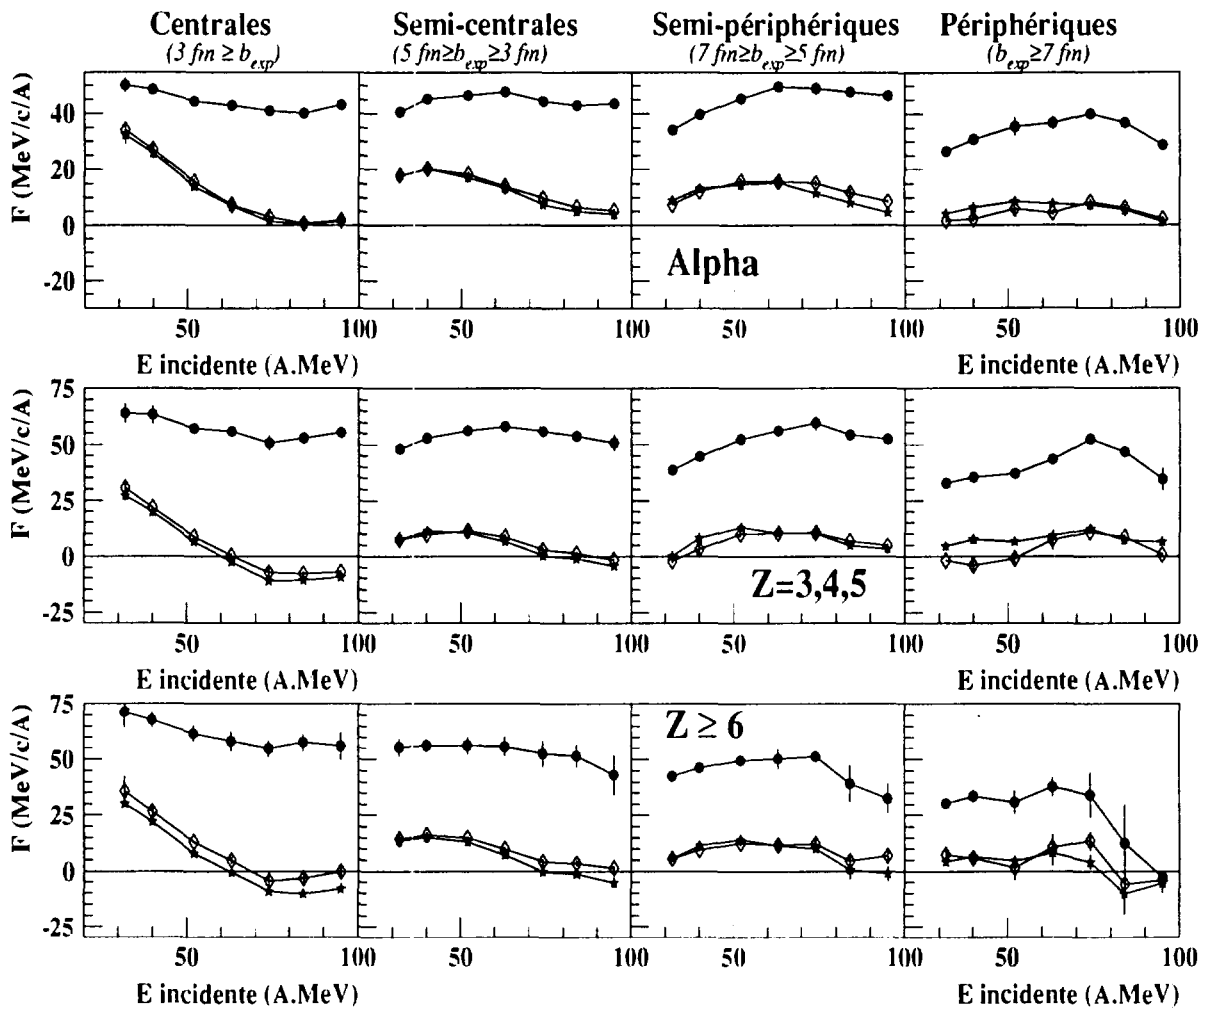 Centrales Semi-centrales Semi-périphériques Périphériques
(3 fm ≥ b_exp) (5 fm≥b_exp≥3 fm) (7 fm≥b_exp≥5 fm) (b_exp≥7 fm)
F (MeV/c/A)
40
20
0
-20
Alpha
50 100 50 100 50 100 50 100
E incidente (A.MeV) E incidente (A.MeV)
F (MeV/c/A)
75
50
25
0
-25
Z=3,4,5
50 100 50 100 50 100 50 100
E incidente (A.MeV) E incidente (A.MeV)
F (MeV/c/A)
75
50
25
0
-25
Z ≥ 6
50 100 50 100 50 100 50 100
E incidente (A.MeV) E incidente (A.MeV)